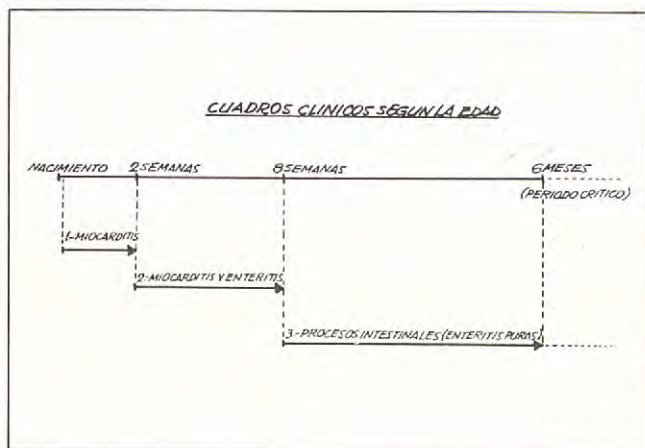 CUADROS CLINICOS SEGUN LA EDAD
NACIMIENTO 2 SEMANAS 8 SEMANAS 6 MESES
(PERIODO CRITICO)
1-MIOCARDITIS
2-MIOCARDITIS Y ENTERITIS
3-PROCESOS INTESTINALES (ENTERITIS PURAS)